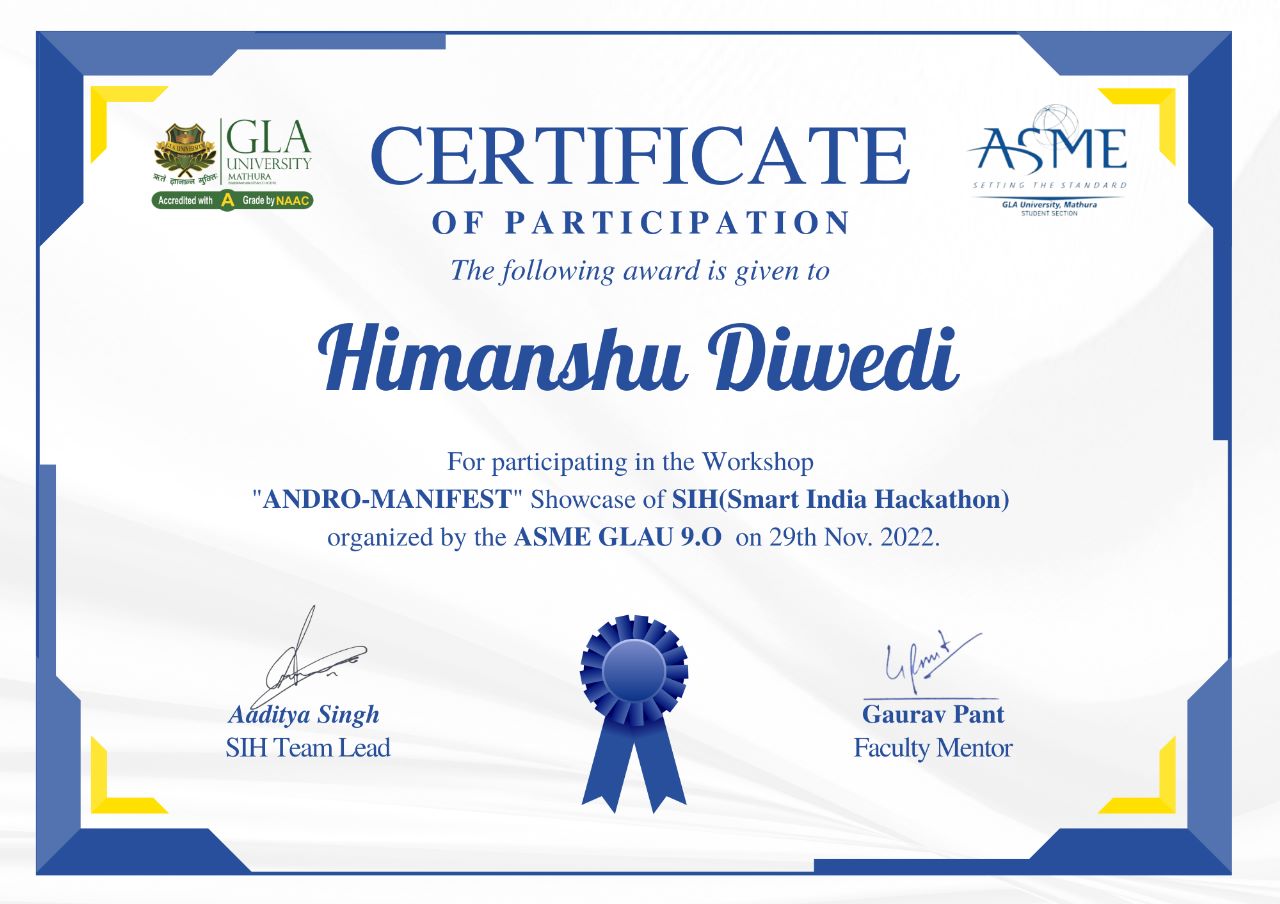 GLA
UNIVERSITY
MATHURA
GLA UNIVERSITY
Accredited with A Grade by NAAC
ASME
SETTING THE STANDARD
GLA University, Mathura
STUDENT SECTION
CERTIFICATE
OF PARTICIPATION
The following award is given to
Himanshu Diwedi
For participating in the Workshop
"ANDRO-MANIFEST" Showcase of SIH(Smart India Hackathon)
organized by the ASME GLAU 9.O on 29th Nov. 2022.
Aaditya Singh
SIH Team Lead
Gaurav Pant
Faculty Mentor